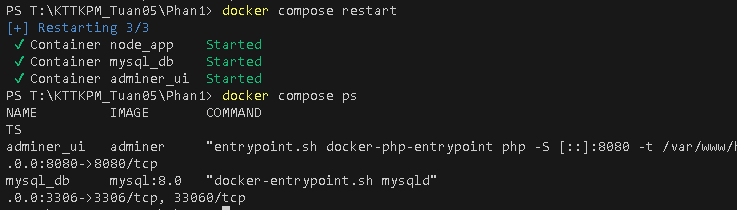 PS T:\KTTKPM_Tuan05\Phan1> docker compose restart
[+] Restarting 3/3
✓ Container node_app    Started
✓ Container mysql_db    Started
✓ Container adminer_ui  Started
PS T:\KTTKPM_Tuan05\Phan1> docker compose ps
NAME         IMAGE       COMMAND
TS
adminer_ui   adminer     "entrypoint.sh docker-php-entrypoint php -S [::]:8080 -t /var/www/h
.0.0:8080->8080/tcp
mysql_db     mysql:8.0   "docker-entrypoint.sh mysqld"
.0.0:3306->3306/tcp, 33060/tcp